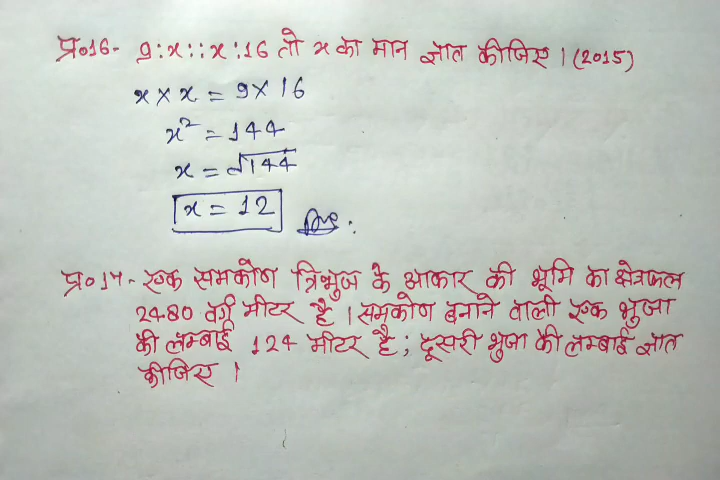 प्र०16- 9:x::x:16 तो x का मान ज्ञात कीजिए । (2015)
x × x = 9 × 16
x² = 144
x = √144
x = 12 Ans.
प्र०17- एक समकोण त्रिभुज के आकार की भूमि का क्षेत्रफल
2480 वर्ग मीटर है । समकोण बनाने वाली एक भुजा
की लम्बाई 124 मीटर है ; दूसरी भुजा की लम्बाई ज्ञात
कीजिए ।